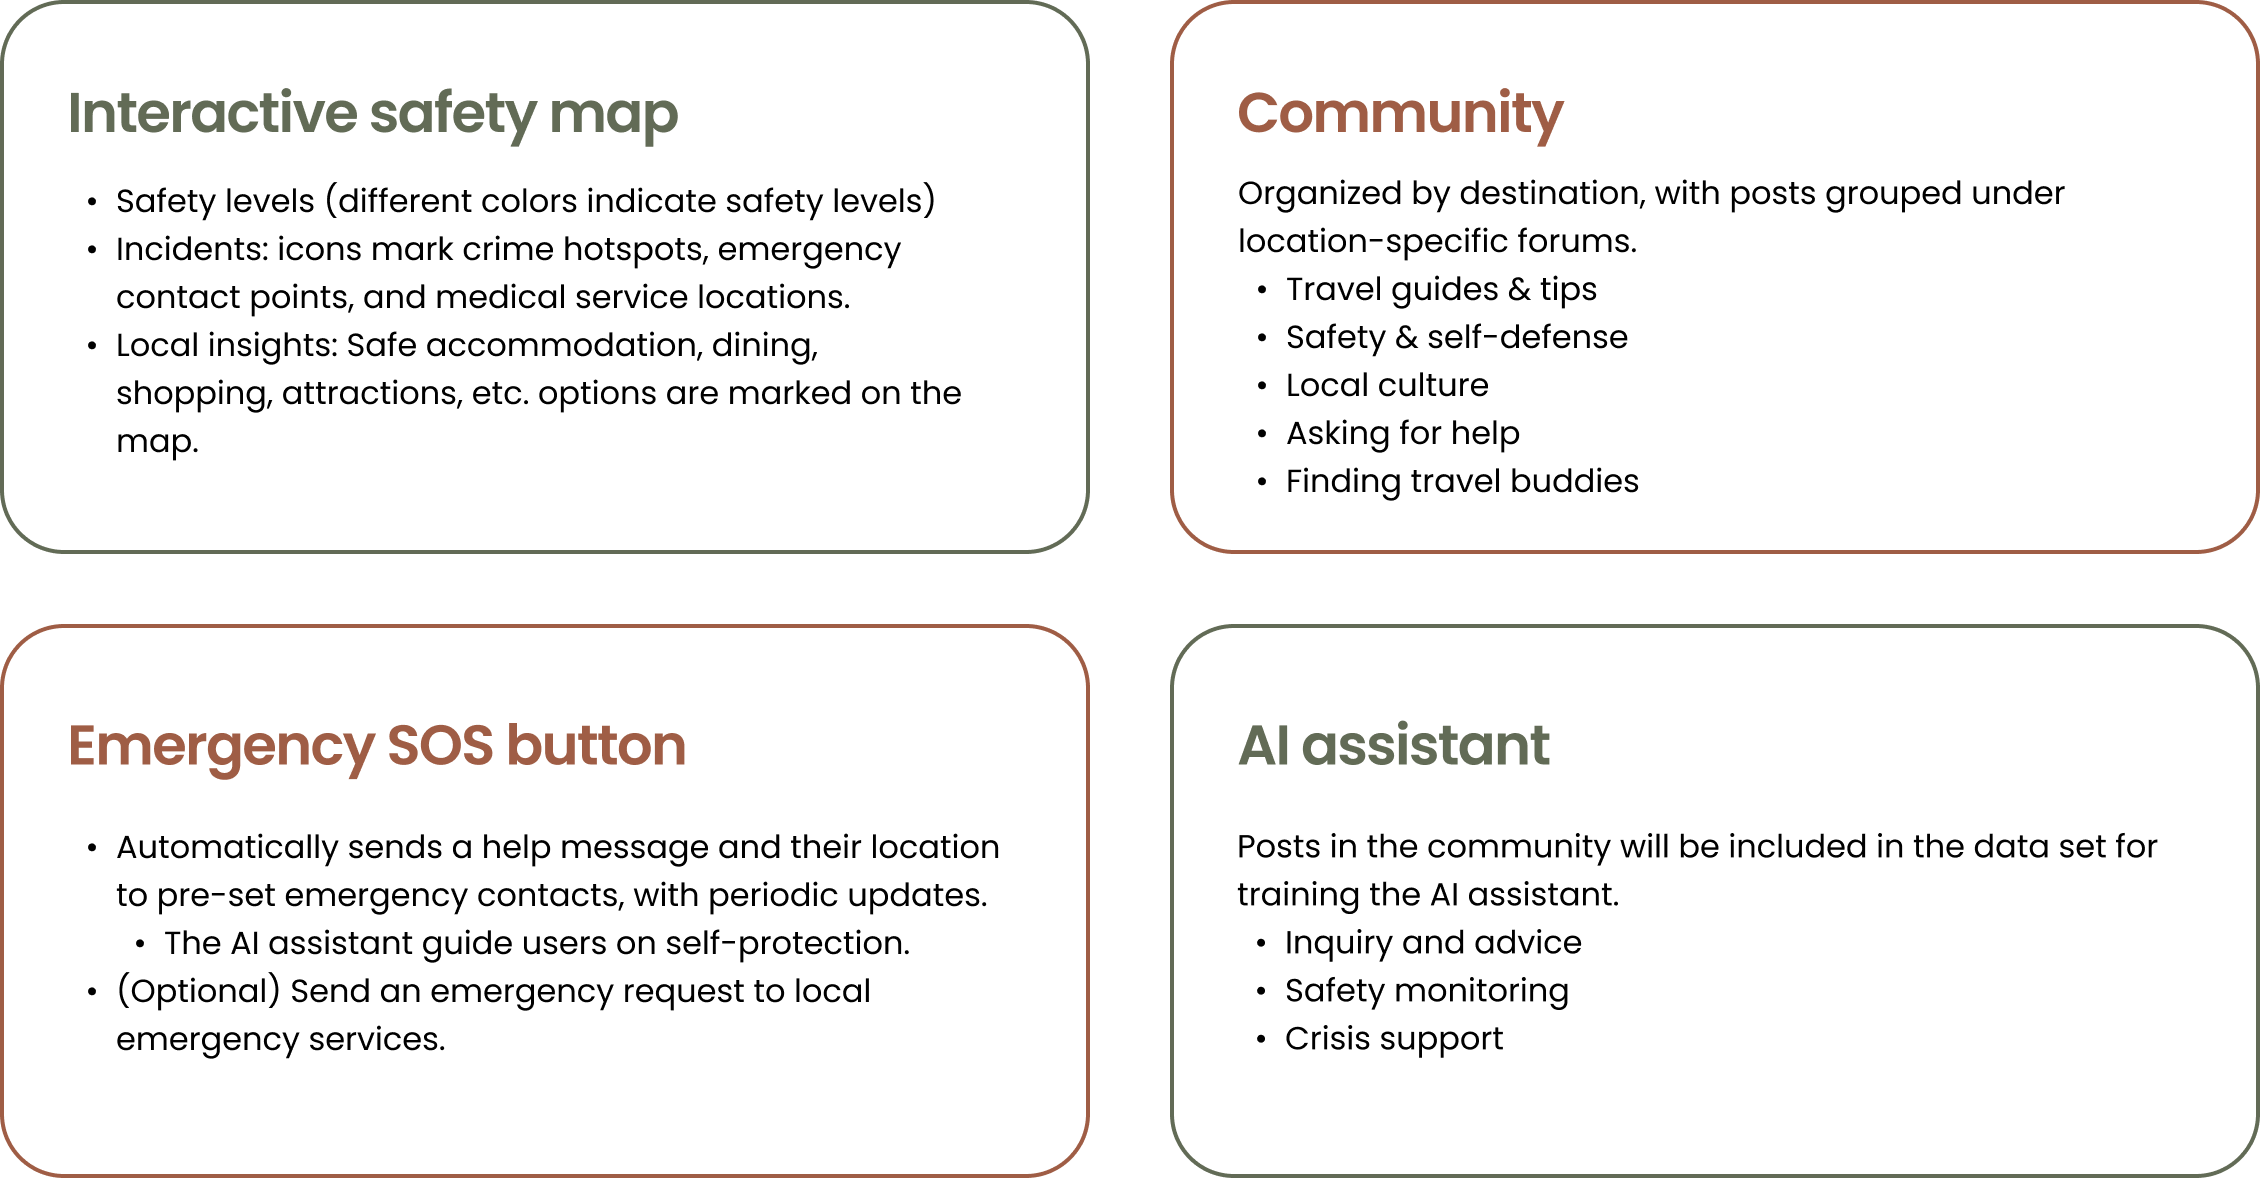 Interactive safety map
• Safety levels (different colors indicate safety levels)
• Incidents: icons mark crime hotspots, emergency
contact points, and medical service locations.
• Local insights: Safe accommodation, dining,
shopping, attractions, etc. options are marked on the
map.
Community
Organized by destination, with posts grouped under
location-specific forums.
• Travel guides & tips
• Safety & self-defense
• Local culture
• Asking for help
• Finding travel buddies
Emergency SOS button
• Automatically sends a help message and their location
to pre-set emergency contacts, with periodic updates.
• The AI assistant guide users on self-protection.
• (Optional) Send an emergency request to local
emergency services.
AI assistant
Posts in the community will be included in the data set for
training the AI assistant.
• Inquiry and advice
• Safety monitoring
• Crisis support